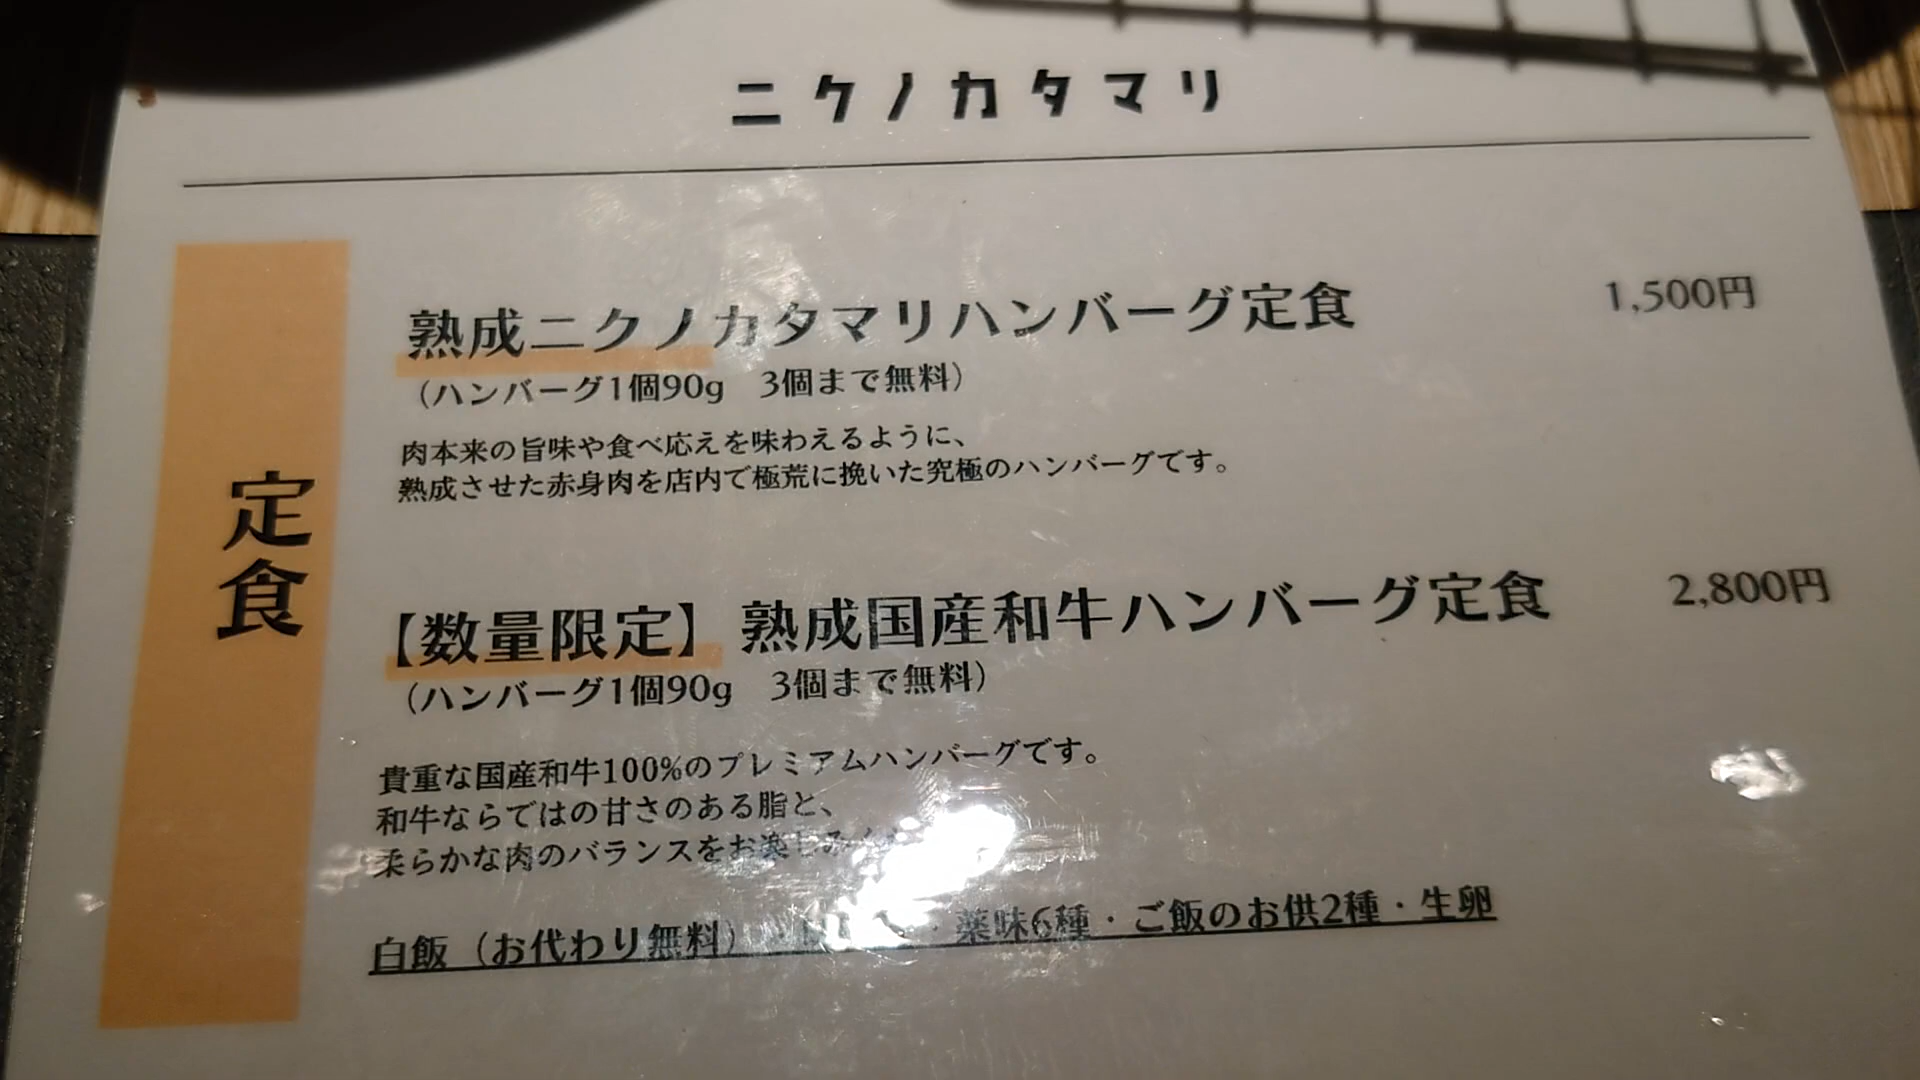 ニクノカタマリ
定食
熟成ニクノカタマリハンバーグ定食 1,500円
（ハンバーグ1個90g 3個まで無料）
肉本来の旨味や食べ応えを味わえるように、
熟成させた赤身肉を店内で極荒に挽いた究極のハンバーグです。
【数量限定】熟成国産和牛ハンバーグ定食 2,800円
（ハンバーグ1個90g 3個まで無料）
貴重な国産和牛100%のプレミアムハンバーグです。
和牛ならではの甘さのある脂と、
柔らかな肉のバランスをお楽しみ
白飯（お代わり無料） ・薬味6種・ご飯のお供2種・生卵